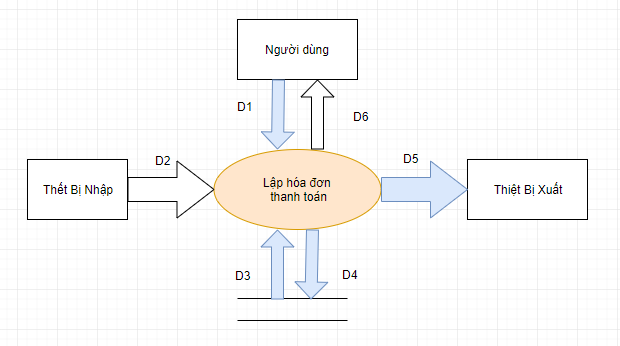 Người dùng
D1
D6
Thết Bị Nhập
D2
Lập hóa đơn
thanh toán
D5
Thiệt Bị Xuất
D3
D4